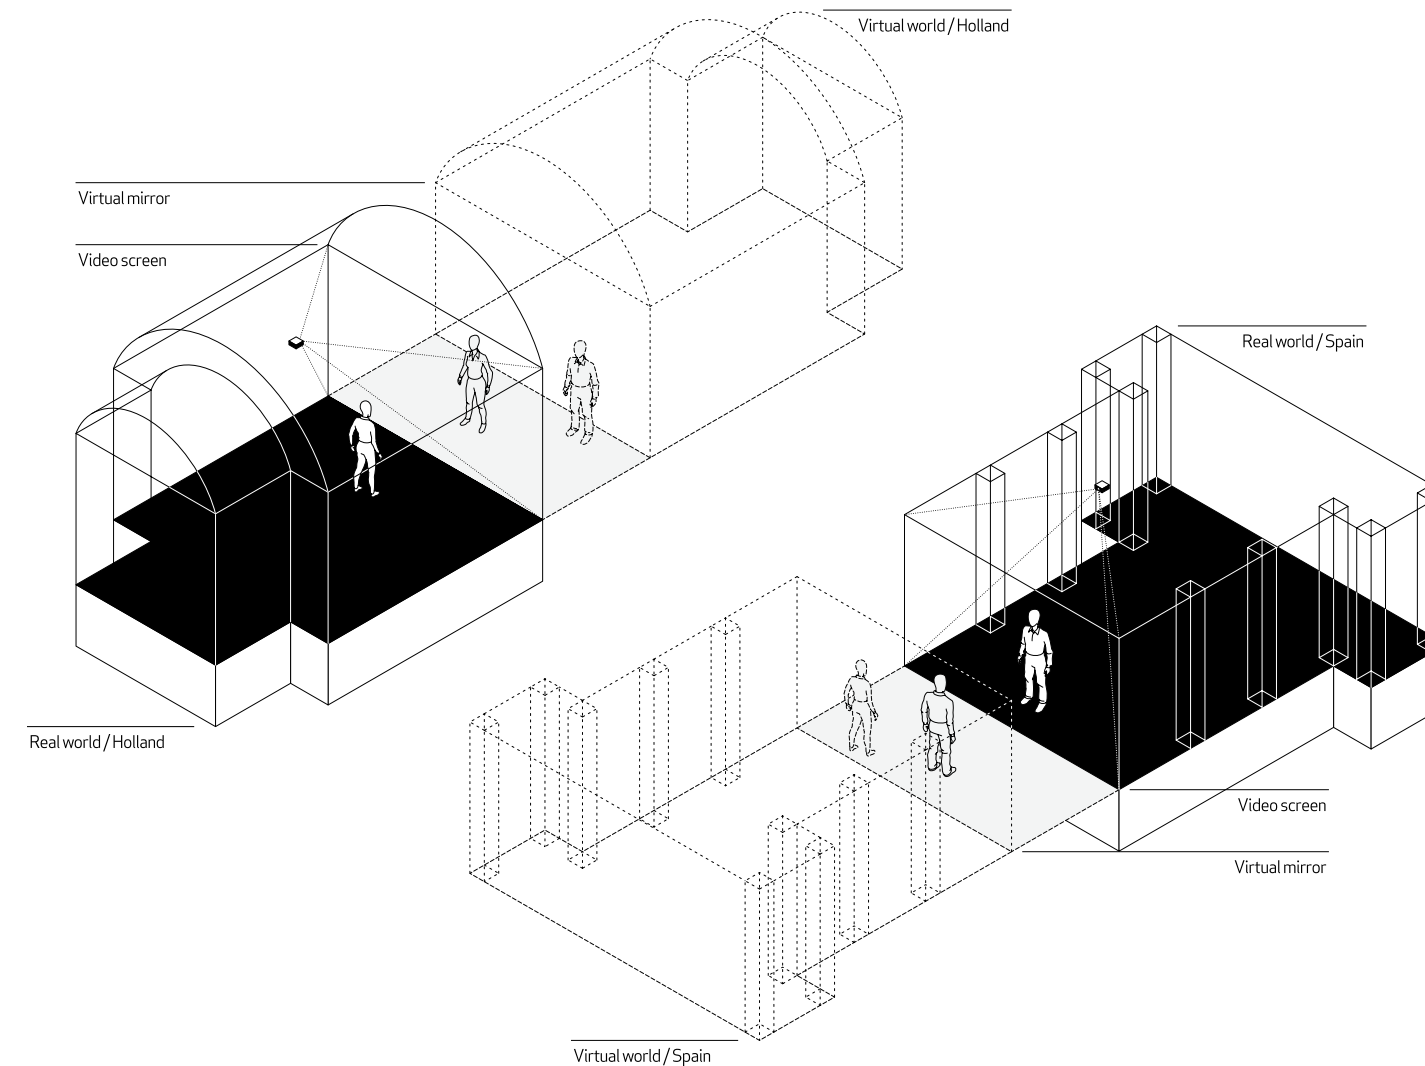 Virtual world / Holland
Virtual mirror
Video screen
Real world / Spain
Real world / Holland
Video screen
Virtual mirror
Virtual world / Spain